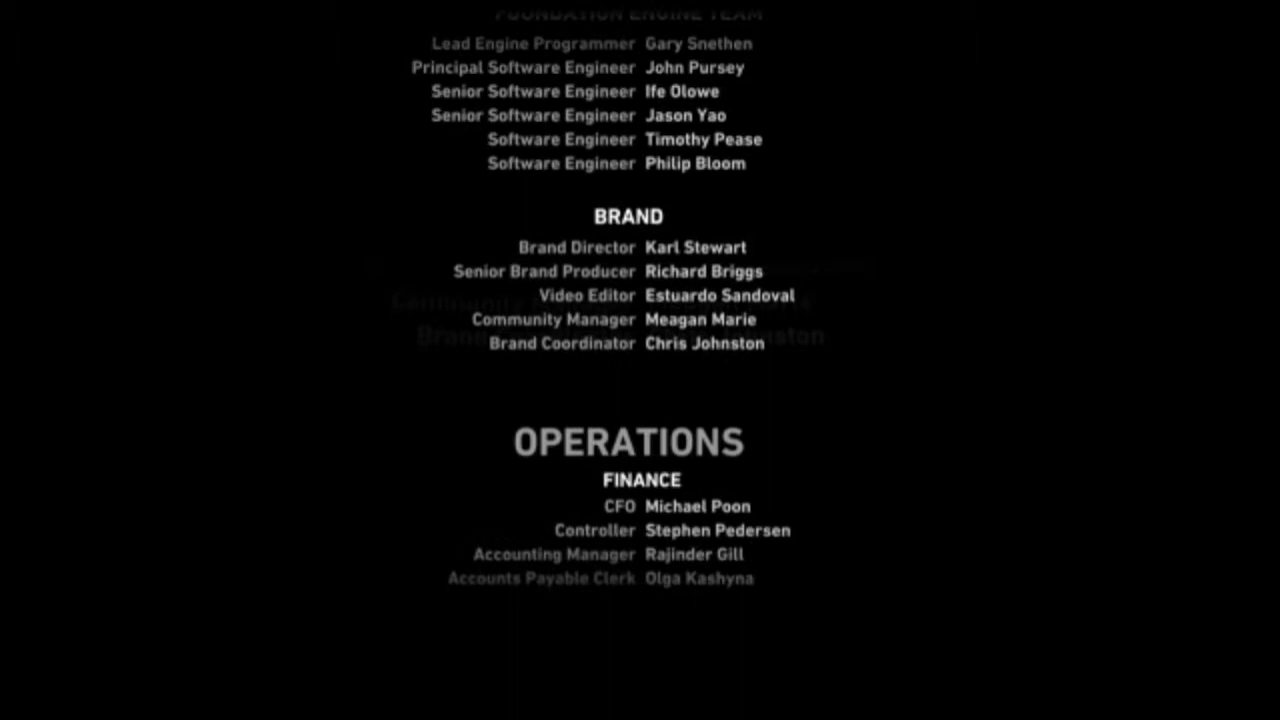 FOUNDATION ENGINE TEAM
Lead Engine Programmer Gary Snethen
Principal Software Engineer John Pursey
Senior Software Engineer Ife Olowe
Senior Software Engineer Jason Yao
Software Engineer Timothy Pease
Software Engineer Philip Bloom
BRAND
Brand Director Karl Stewart
Senior Brand Producer Richard Briggs
Video Editor Estuardo Sandoval
Community Manager Meagan Marie
Brand Coordinator Chris Johnston
OPERATIONS
FINANCE
CFO Michael Poon
Controller Stephen Pedersen
Accounting Manager Rajinder Gill
Accounts Payable Clerk Olga Kashyna